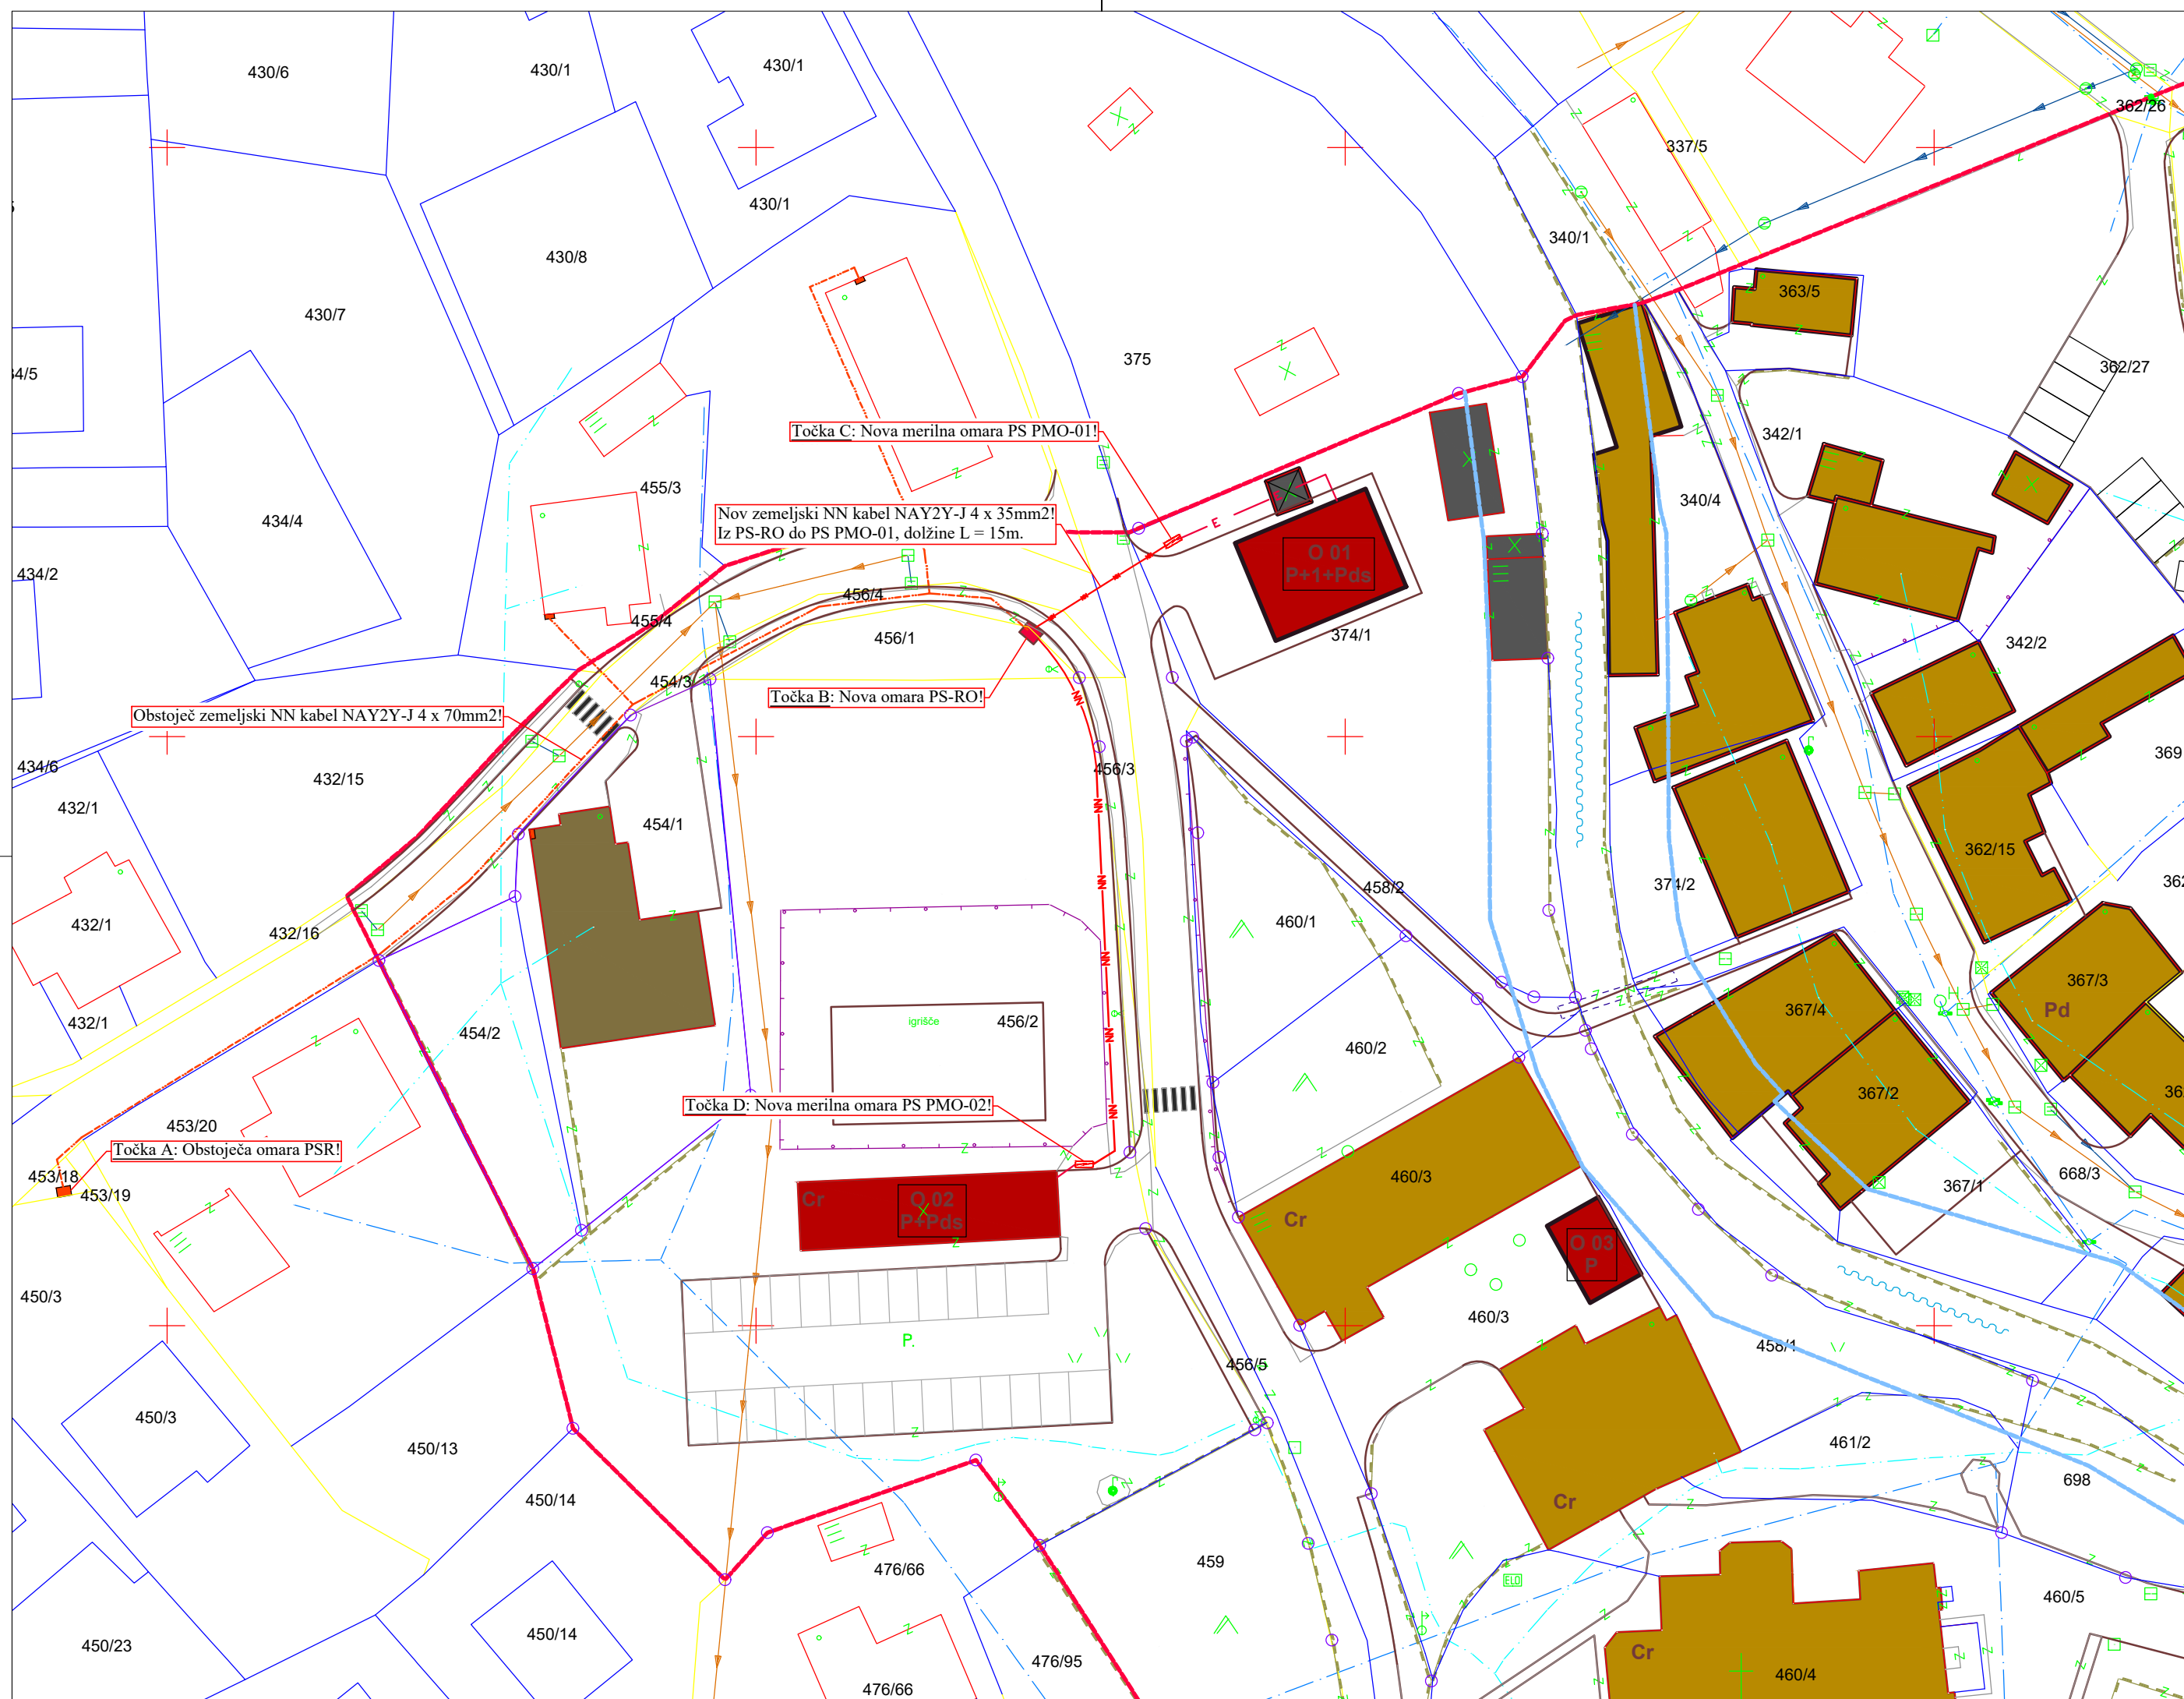 430/6
430/1
430/1
362/26
337/5
430/1
340/1
430/8
363/5
430/7
375
362/27
342/1
Točka C: Nova merilna omara PS PMO-01!
455/3
340/4
434/4
Nov zemeljski NN kabel NAY2Y-J 4 x 35mm2!
Iz PS-RO do PS PMO-01, dolžine L = 15m.
E
O 01
P+1+Pds
434/2
456/4
455/4
456/1
374/1
342/2
454/3
Točka B: Nova omara PS-RO!
NN
Obstoječ zemeljski NN kabel NAY2Y-J 4 x 70mm2!
434/6
432/15
456/3
369
432/1
NN
454/1
362/15
374/2
458/2
NN
432/1
432/16
460/1
NN
367/3
Pd
367/4
igrišče
456/2
432/1
454/2
NN
460/2
367/2
Točka D: Nova merilna omara PS PMO-02!
NN
453/20
Točka A: Obstoječa omara PSR!
453/18
453/19
460/3
668/3
367/1
Cr
O 02
P+Pds
Cr
O 03
P
450/3
460/3
P.
458/1
456/5
450/3
450/13
461/2
698
450/14
Cr
459
476/66
ELO
460/5
450/23
450/14
476/95
Cr
460/4
476/66